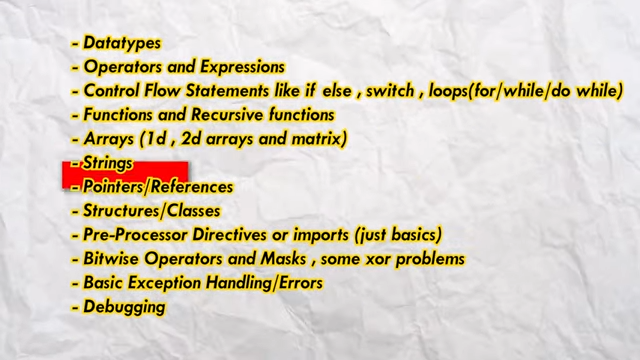 - Datatypes
- Operators and Expressions
- Control Flow Statements like if else , switch , loops(for/while/do while)
- Functions and Recursive functions
- Arrays (1d , 2d arrays and matrix)
- Strings
- Pointers/References
- Structures/Classes
- Pre-Processor Directives or imports (just basics)
- Bitwise Operators and Masks , some xor problems
- Basic Exception Handling/Errors
- Debugging